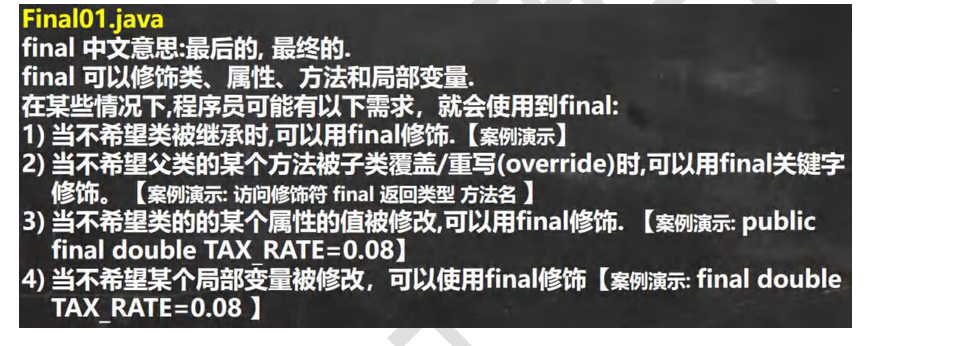 Final01.java
final 中文意思:最后的, 最终的.
final 可以修饰类、属性、方法和局部变量.
在某些情况下,程序员可能有以下需求，就会使用到final:
1) 当不希望类被继承时,可以用final修饰.【案例演示】
2) 当不希望父类的某个方法被子类覆盖/重写(override)时,可以用final关键字
修饰。【案例演示: 访问修饰符 final 返回类型 方法名 】
3) 当不希望类的的某个属性的值被修改,可以用final修饰. 【案例演示: public
final double TAX_RATE=0.08】
4) 当不希望某个局部变量被修改，可以使用final修饰【案例演示: final double
TAX_RATE=0.08 】